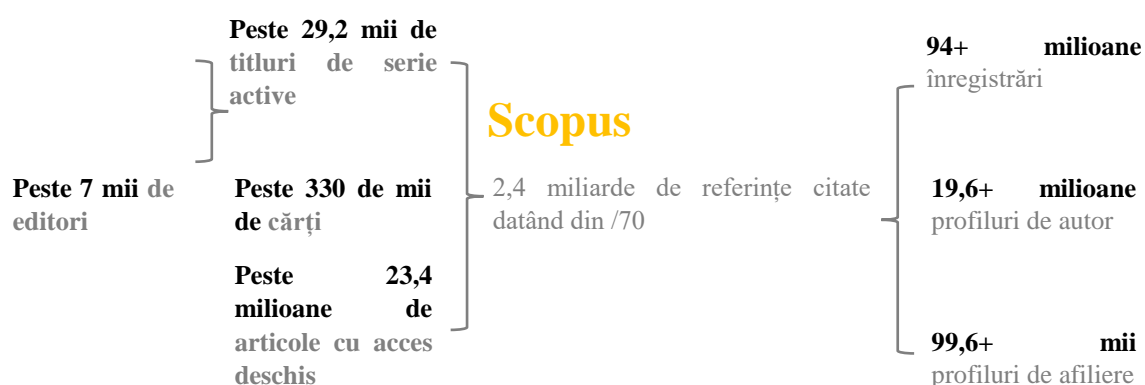 Peste 7 mii de
editori
Peste 29,2 mii de
titluri de serie
active
Peste 330 de mii
de cărți
Peste 23,4
milioane de
articole cu acces
deschis
Scopus
2,4 miliarde de referințe citate
datând din /70
94+ milioane
înregistrări
19,6+ milioane
profiluri de autor
99,6+ mii
profiluri de afiliere